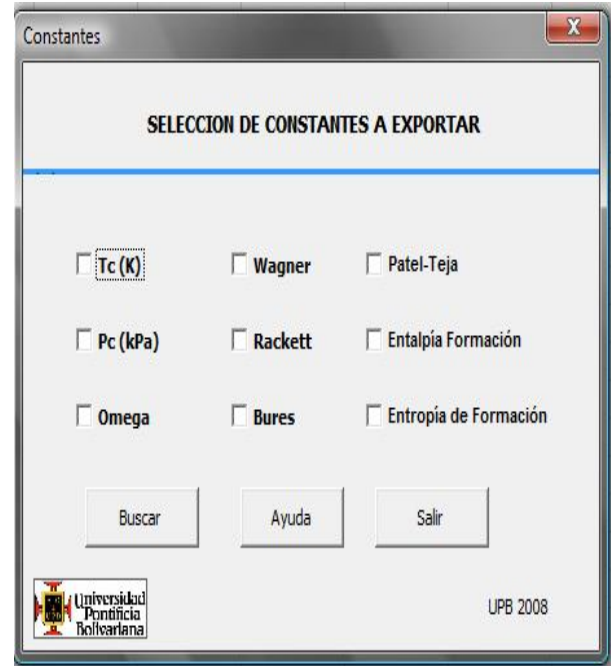 Constantes
SELECCION DE CONSTANTES A EXPORTAR
Tc (K) Wagner Patel-Teja
Pc (kPa) Rackett Entalpía Formación
Omega Bures Entropía de Formación
Buscar Ayuda Salir
Universidad
Pontificia
Bolivariana
UPB 2008